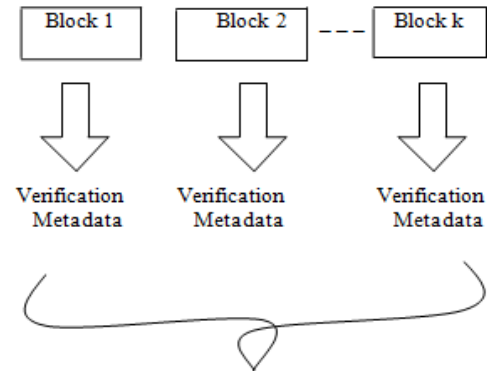 Block 1 Block 2 Block k
Verification Verification Verification
Metadata Metadata Metadata